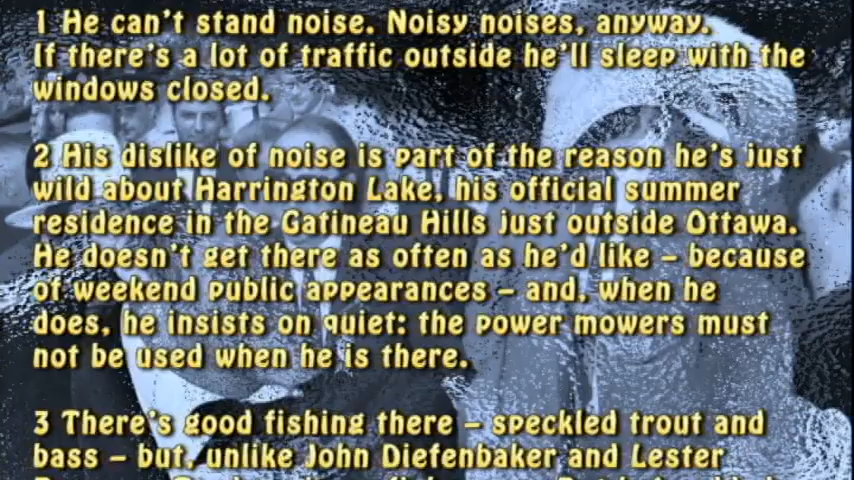 1 He can't stand noise. Noisy noises, anyway.
If there's a lot of traffic outside he'll sleep with the
windows closed.
2 His dislike of noise is part of the reason he's just
wild about Harrington Lake, his official summer
residence in the Gatineau Hills just outside Ottawa.
He doesn't get there as often as he'd like – because
of weekend public appearances – and, when he
does, he insists on quiet: the power mowers must
not be used when he is there.
3 There's good fishing there – speckled trout and
bass – but, unlike John Diefenbaker and Lester